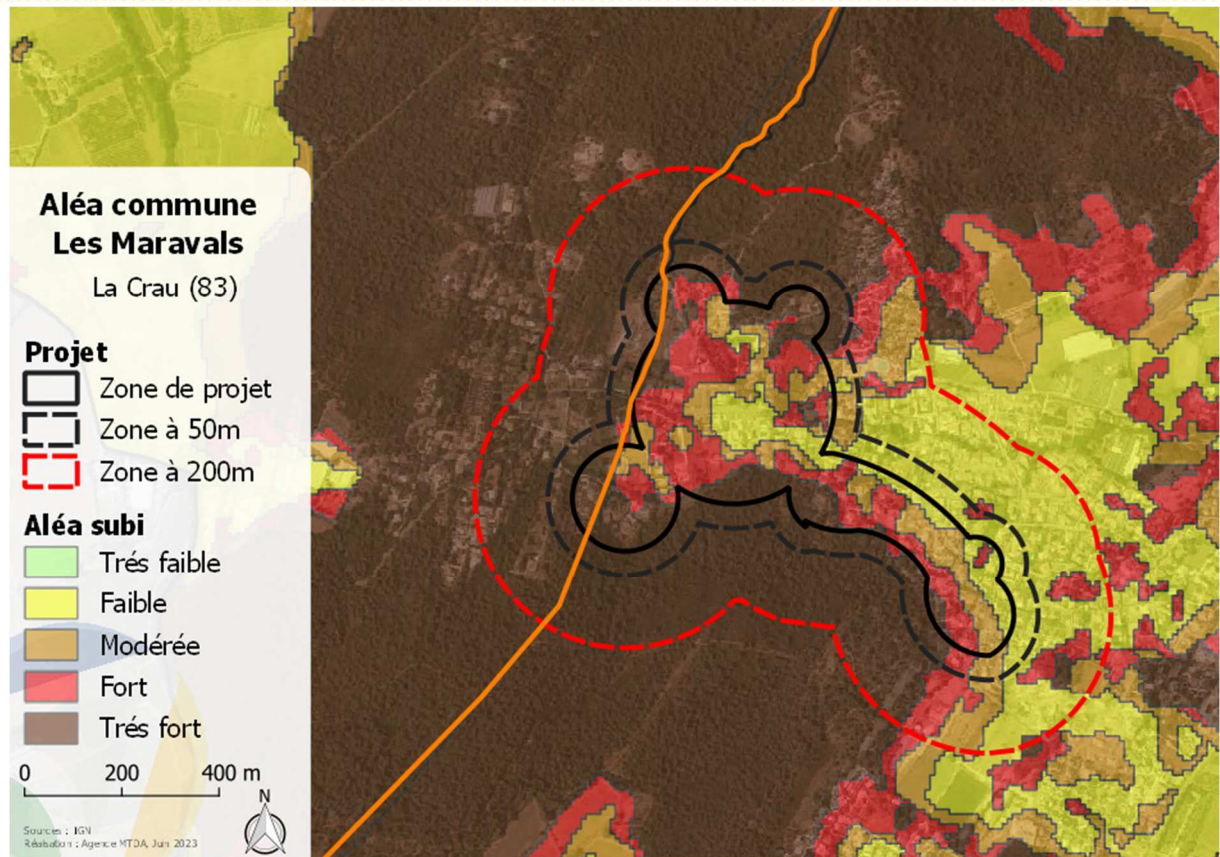 Aléa commune
Les Maravals
La Crau (83)
Projet
Zone de projet
Zone à 50m
Zone à 200m
Aléa subi
Trés faible
Faible
Modérée
Fort
Trés fort
0 200 400 m
N
Sources : IGN
Réalisation : Agence MTDA, Juin 2023